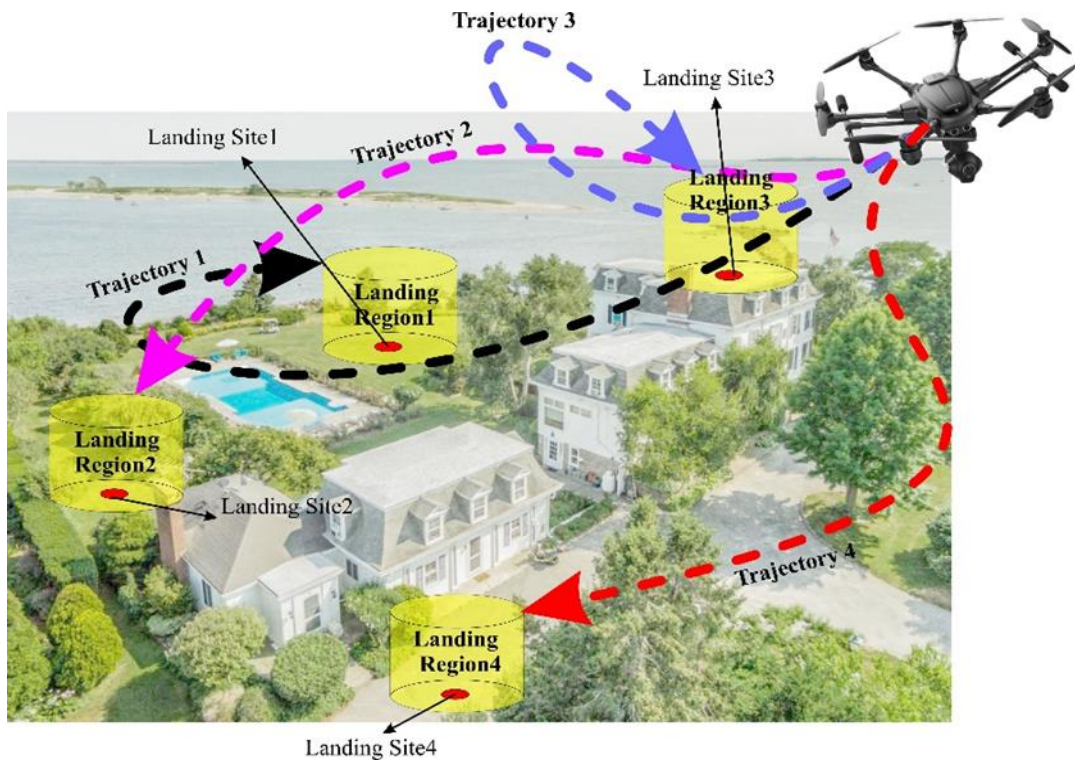 Trajectory 3
Landing Site3
Landing Site1
Trajectory 2
Landing
Region3
Trajectory 1
Landing
Region1
Landing
Region2
Landing Site2
Trajectory 4
Landing
Region4
Landing Site4